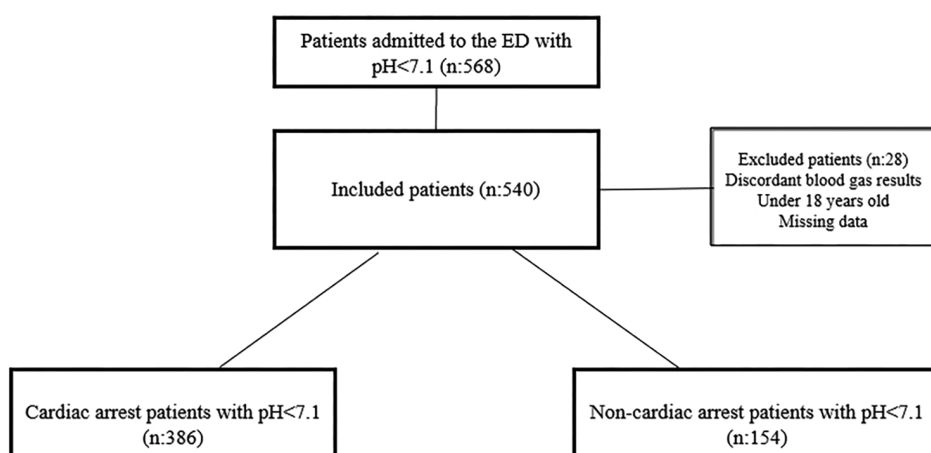 Patients admitted to the ED with
pH<7.1 (n:568)
Included patients (n:540)
Excluded patients (n:28)
Discordant blood gas results
Under 18 years old
Missing data
Cardiac arrest patients with pH<7.1
(n:386)
Non-cardiac arrest patients with pH<7.1
(n:154)